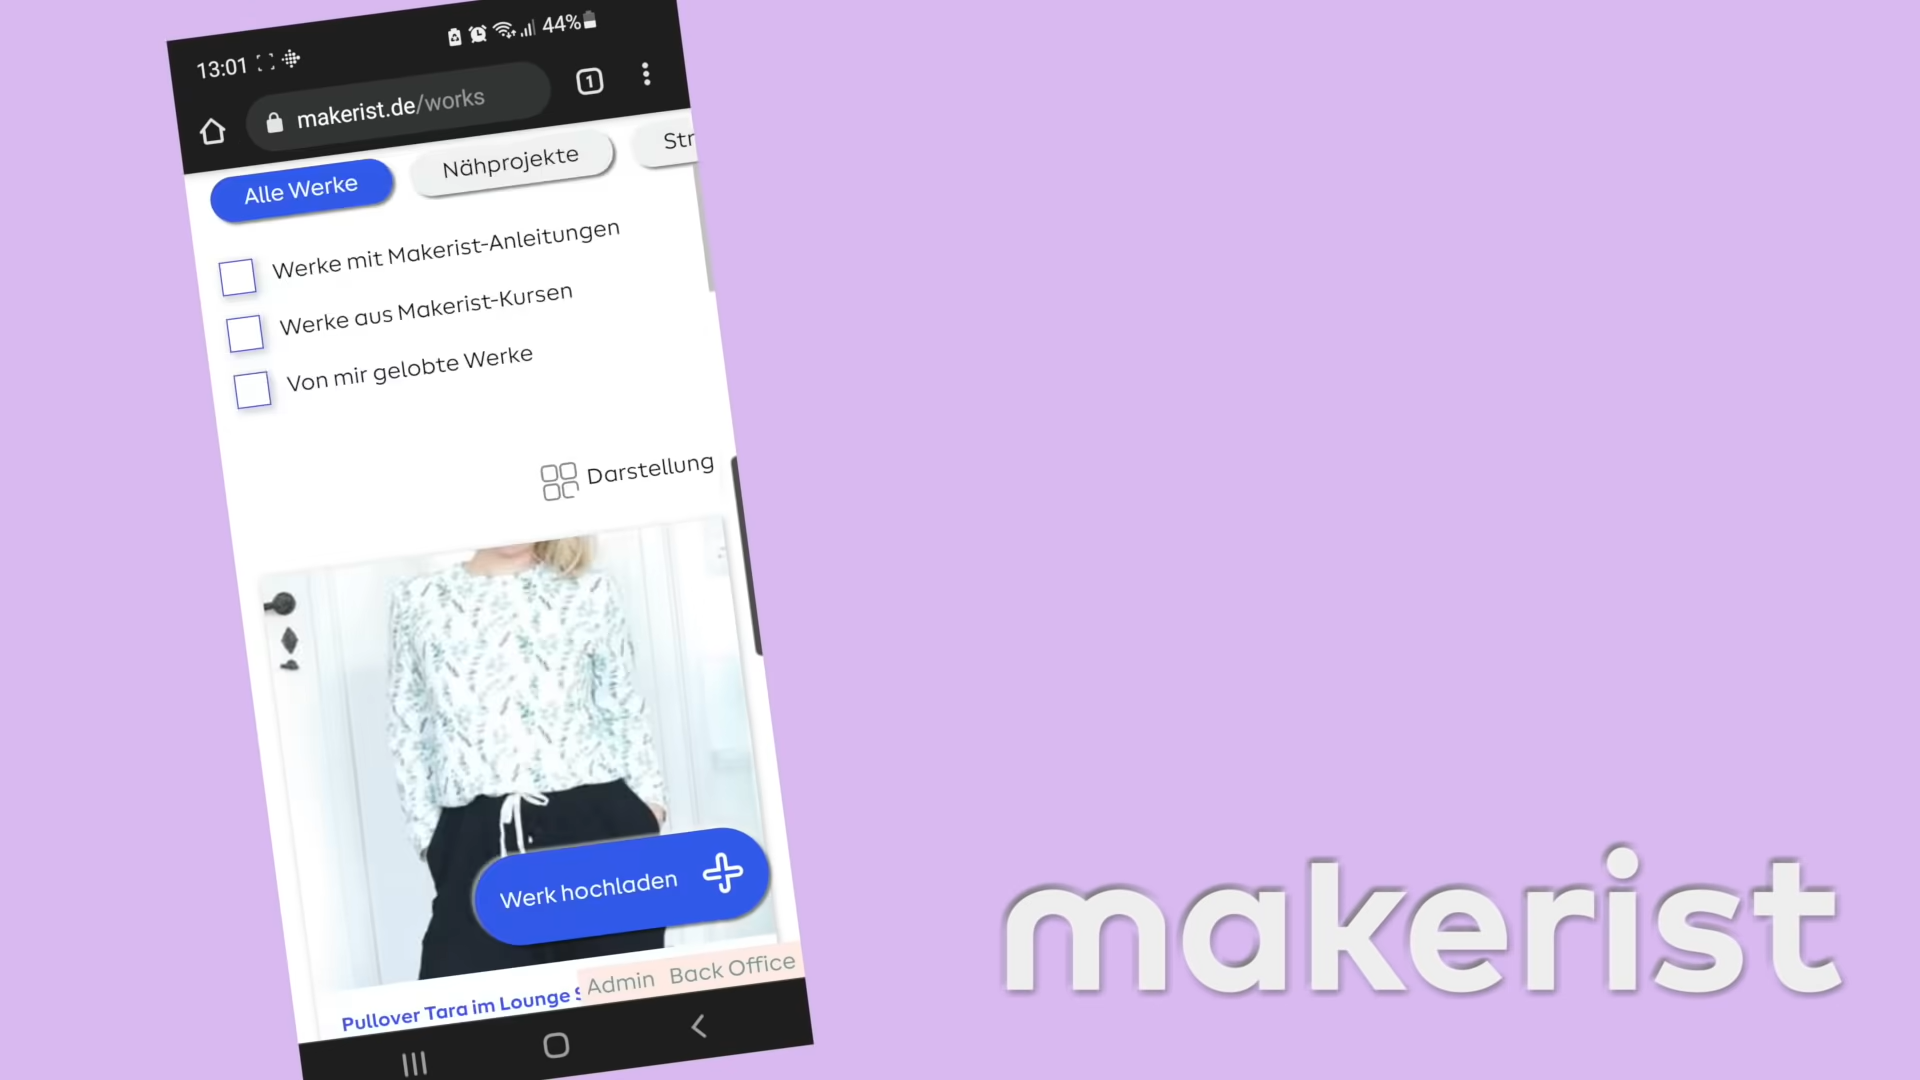 13:01 44%
makerist.de/works 1
Alle Werke Nähprojekte Str
Werke mit Makerist-Anleitungen
Werke aus Makerist-Kursen
Von mir gelobte Werke
Darstellung
Werk hochladen
Admin Back Office
Pullover Tara im Lounge S
makerist